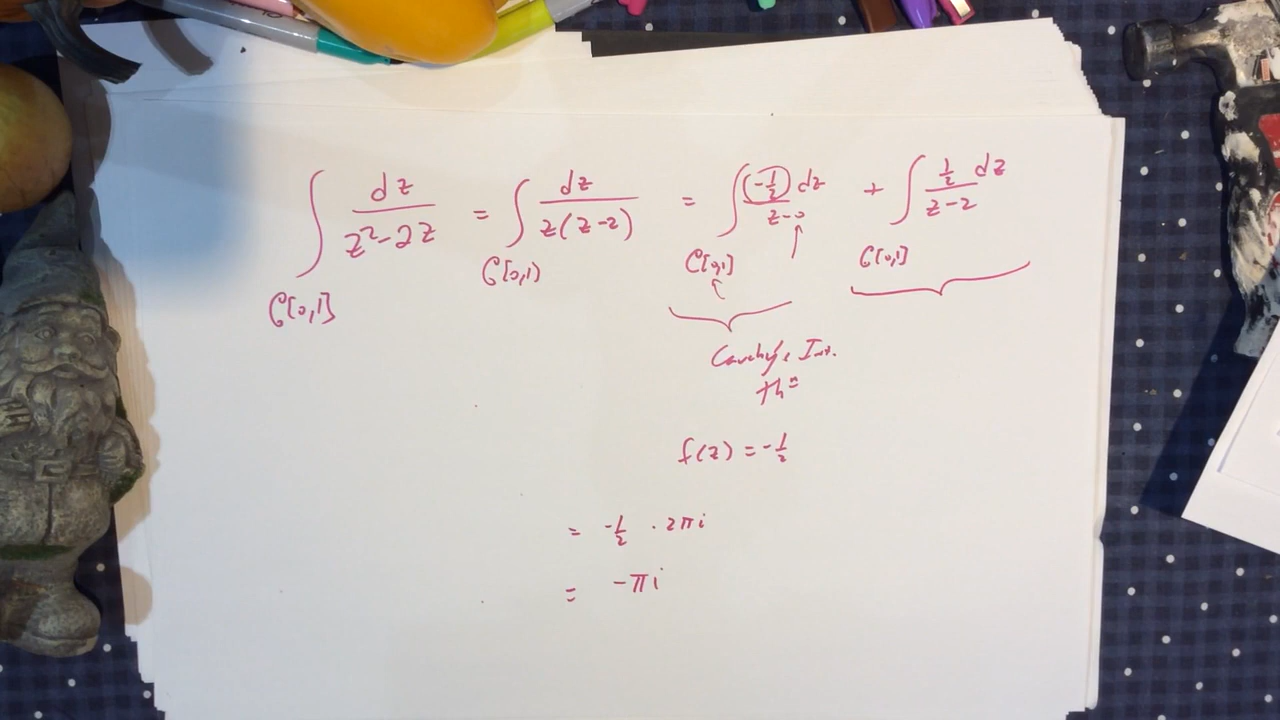 ∫ dz / z²-2z = ∫ dz / z(z-2) = ∫ (-1/2) dz / z-0 + ∫ 1/2 dz / z-2
C[0,1] C[0,1) C[0,1] C[0,1]
Cauchy's Int.
thm
f(z) = -1/2
= -1/2 · 2πi
= -πi